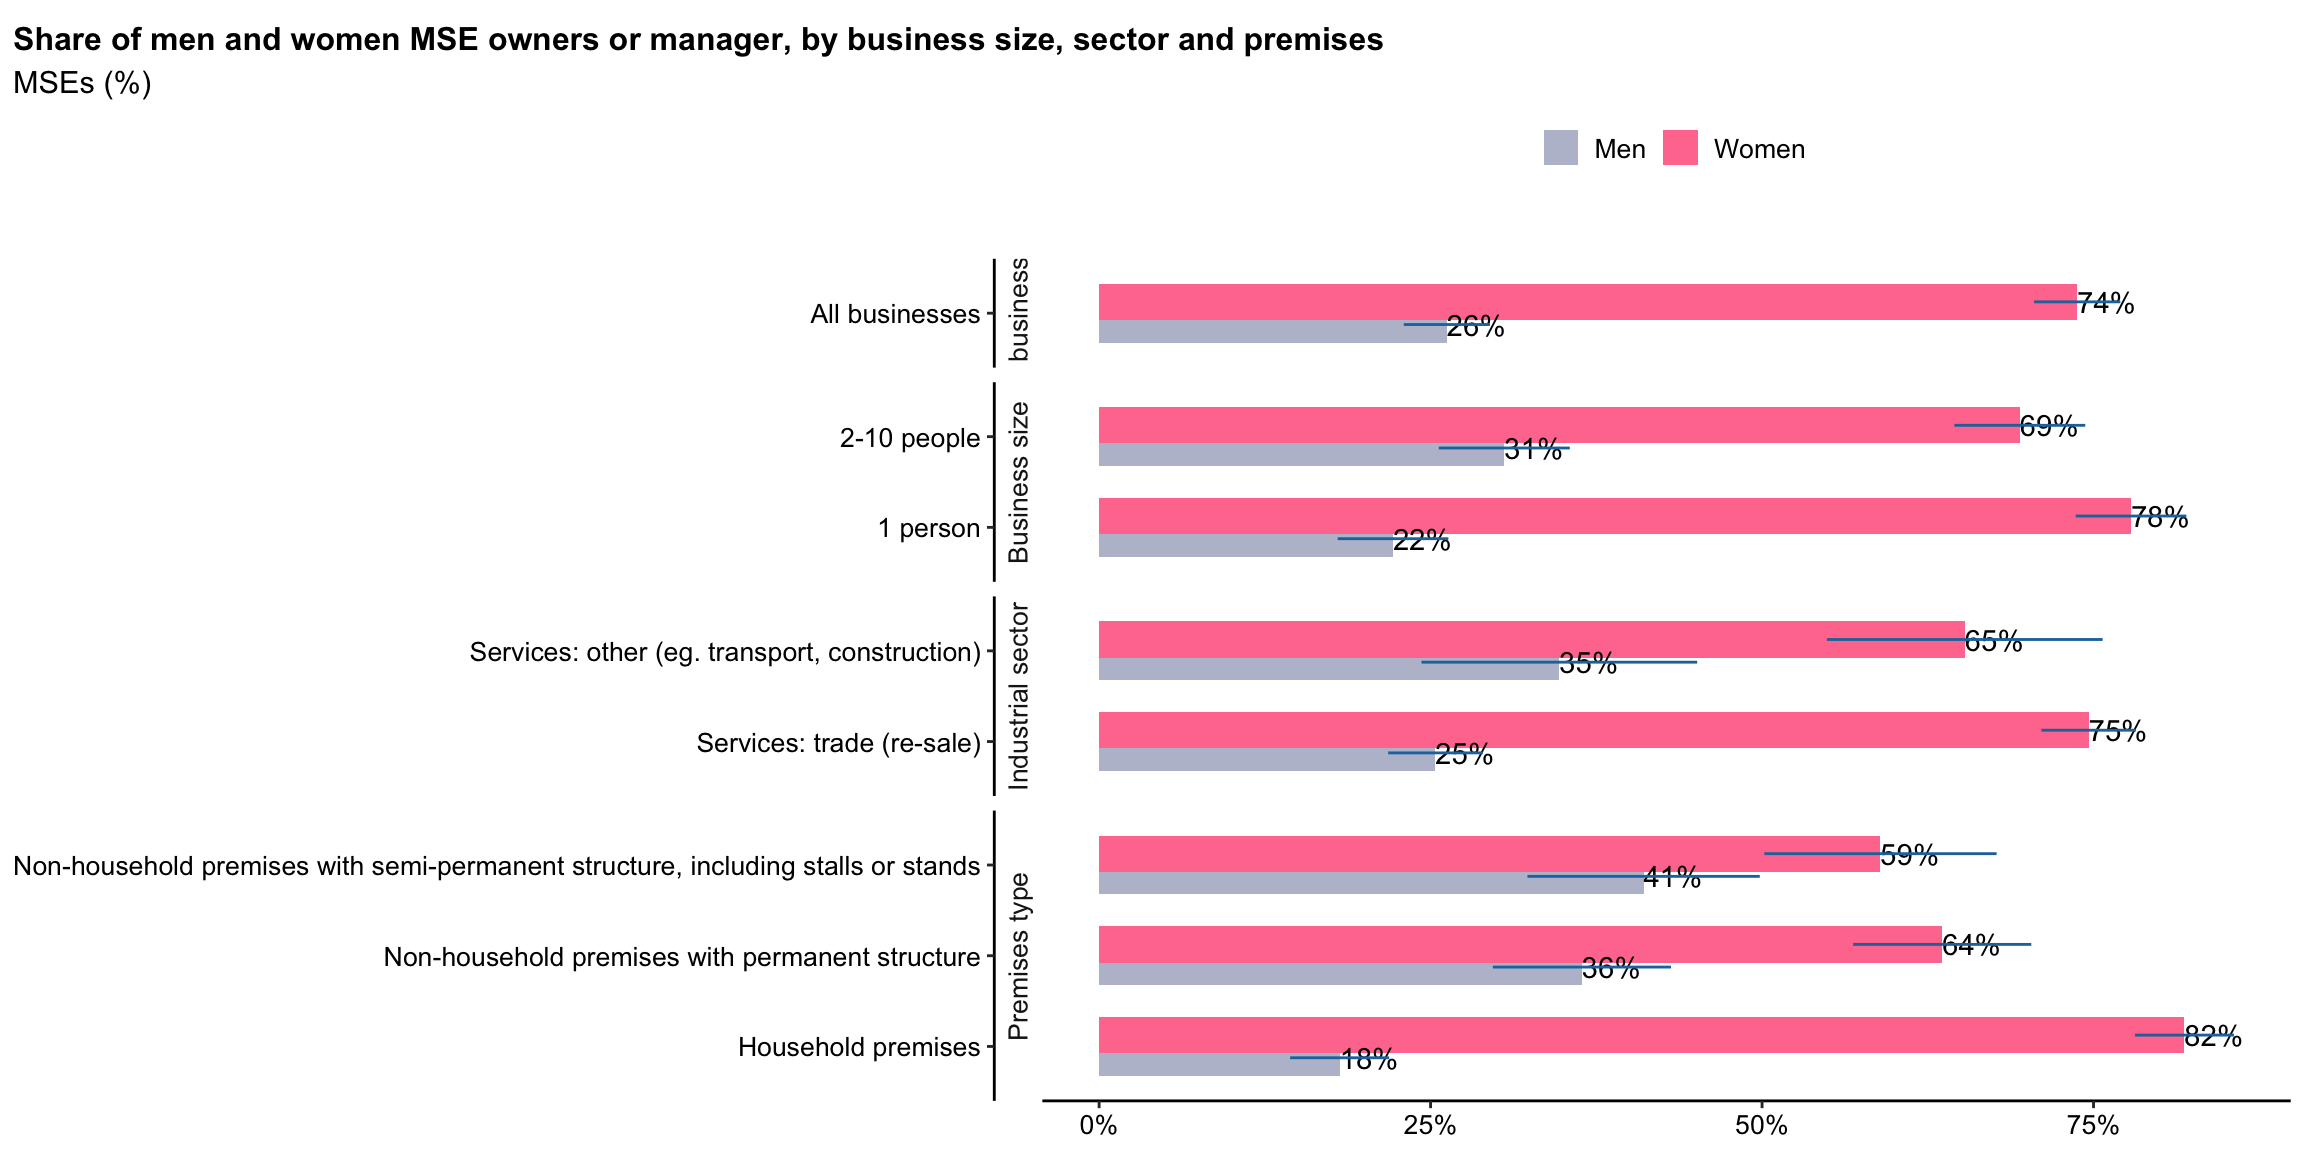 Share of men and women MSE owners or manager, by business size, sector and premises
MSEs (%)
Men
Women
business
All businesses
74%
26%
Business size
2-10 people
69%
31%
1 person
78%
22%
Industrial sector
Services: other (eg. transport, construction)
65%
35%
Services: trade (re-sale)
75%
25%
Premises type
Non-household premises with semi-permanent structure, including stalls or stands
59%
41%
Non-household premises with permanent structure
64%
36%
Household premises
82%
18%
0%
25%
50%
75%